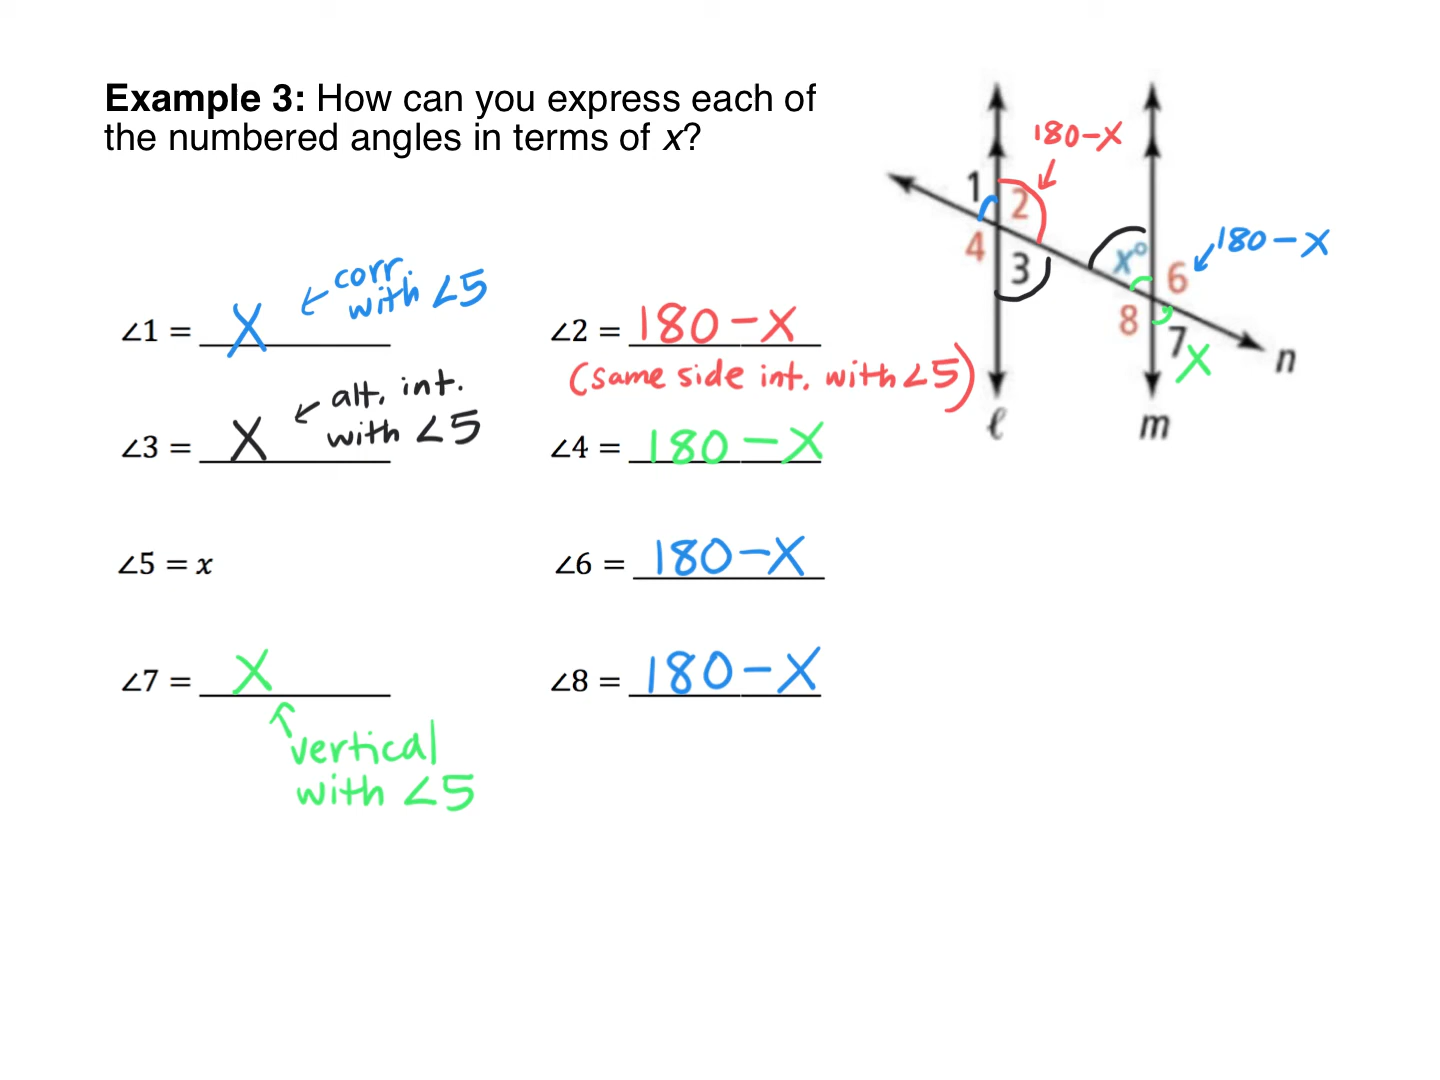 Example 3: How can you express each of
the numbered angles in terms of x?
180-X
1
2
4
3
x°
6
180-X
8
7
X
n
ℓ
m
∠1 = X
corr.
with ∠5
∠2 = 180-X
(same side int. with ∠5)
∠3 = X
alt. int.
with ∠5
∠4 = 180-X
∠5 = x
∠6 = 180-X
∠7 = X
vertical
with ∠5
∠8 = 180-X